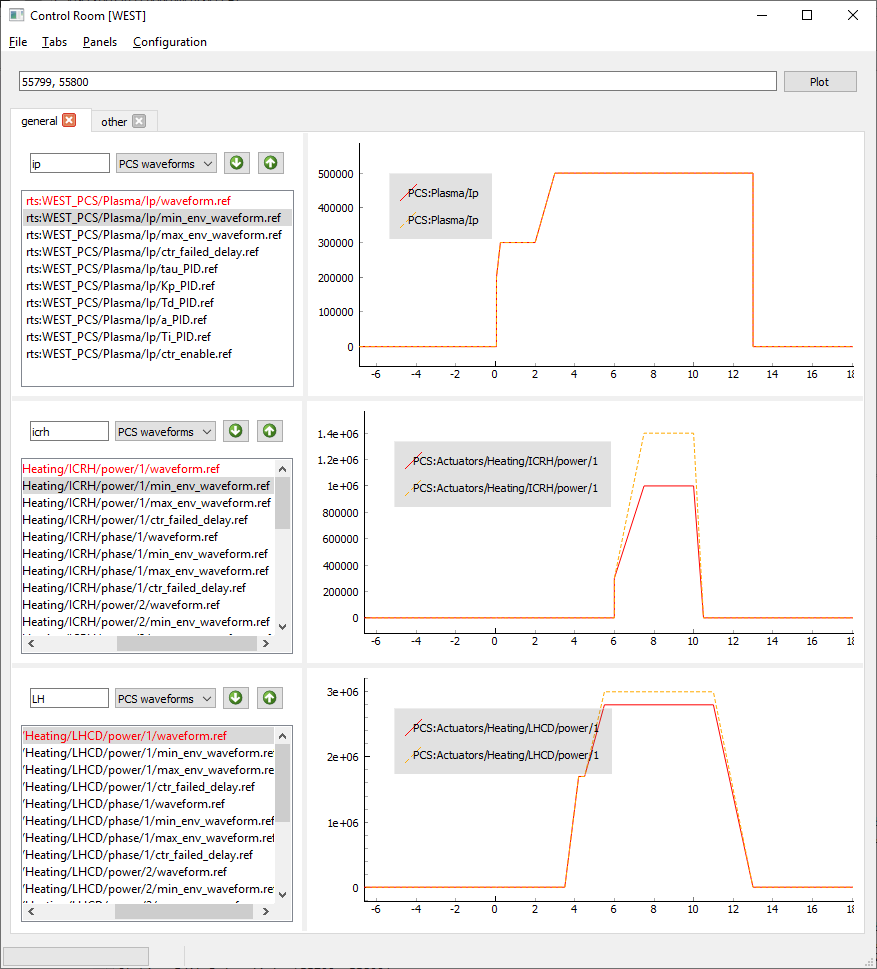 Control Room [WEST]
File Tabs Panels Configuration
55799, 55800 Plot
general other
ip PCS waveforms
rts:WEST_PCS/Plasma/Ip/waveform.ref
rts:WEST_PCS/Plasma/Ip/min_env_waveform.ref
rts:WEST_PCS/Plasma/Ip/max_env_waveform.ref
rts:WEST_PCS/Plasma/Ip/ctr_failed_delay.ref
rts:WEST_PCS/Plasma/Ip/tau_PID.ref
rts:WEST_PCS/Plasma/Ip/Kp_PID.ref
rts:WEST_PCS/Plasma/Ip/Td_PID.ref
rts:WEST_PCS/Plasma/Ip/a_PID.ref
rts:WEST_PCS/Plasma/Ip/Ti_PID.ref
rts:WEST_PCS/Plasma/Ip/ctr_enable.ref
500000
400000
300000
200000
100000
0
PCS:Plasma/Ip
PCS:Plasma/Ip
-6 -4 -2 0 2 4 6 8 10 12 14 16 18
icrh PCS waveforms
Heating/ICRH/power/1/waveform.ref
Heating/ICRH/power/1/min_env_waveform.ref
Heating/ICRH/power/1/max_env_waveform.ref
Heating/ICRH/power/1/ctr_failed_delay.ref
Heating/ICRH/phase/1/waveform.ref
Heating/ICRH/phase/1/min_env_waveform.ref
Heating/ICRH/phase/1/max_env_waveform.ref
Heating/ICRH/phase/1/ctr_failed_delay.ref
Heating/ICRH/power/2/waveform.ref
Heating/ICRH/power/2/min_env_waveform.ref
1.4e+06
1.2e+06
1e+06
800000
600000
400000
200000
0
PCS:Actuators/Heating/ICRH/power/1
PCS:Actuators/Heating/ICRH/power/1
-6 -4 -2 0 2 4 6 8 10 12 14 16 18
LH PCS waveforms
/Heating/LHCD/power/1/waveform.ref
/Heating/LHCD/power/1/min_env_waveform.ref
/Heating/LHCD/power/1/max_env_waveform.re
/Heating/LHCD/power/1/ctr_failed_delay.ref
/Heating/LHCD/phase/1/waveform.ref
/Heating/LHCD/phase/1/min_env_waveform.ref
/Heating/LHCD/phase/1/max_env_waveform.ref
/Heating/LHCD/phase/1/ctr_failed_delay.ref
/Heating/LHCD/power/2/waveform.ref
/Heating/LHCD/power/2/min_env_waveform.ref
3e+06
2e+06
1e+06
0
PCS:Actuators/Heating/LHCD/power/1
PCS:Actuators/Heating/LHCD/power/1
-6 -4 -2 0 2 4 6 8 10 12 14 16 18